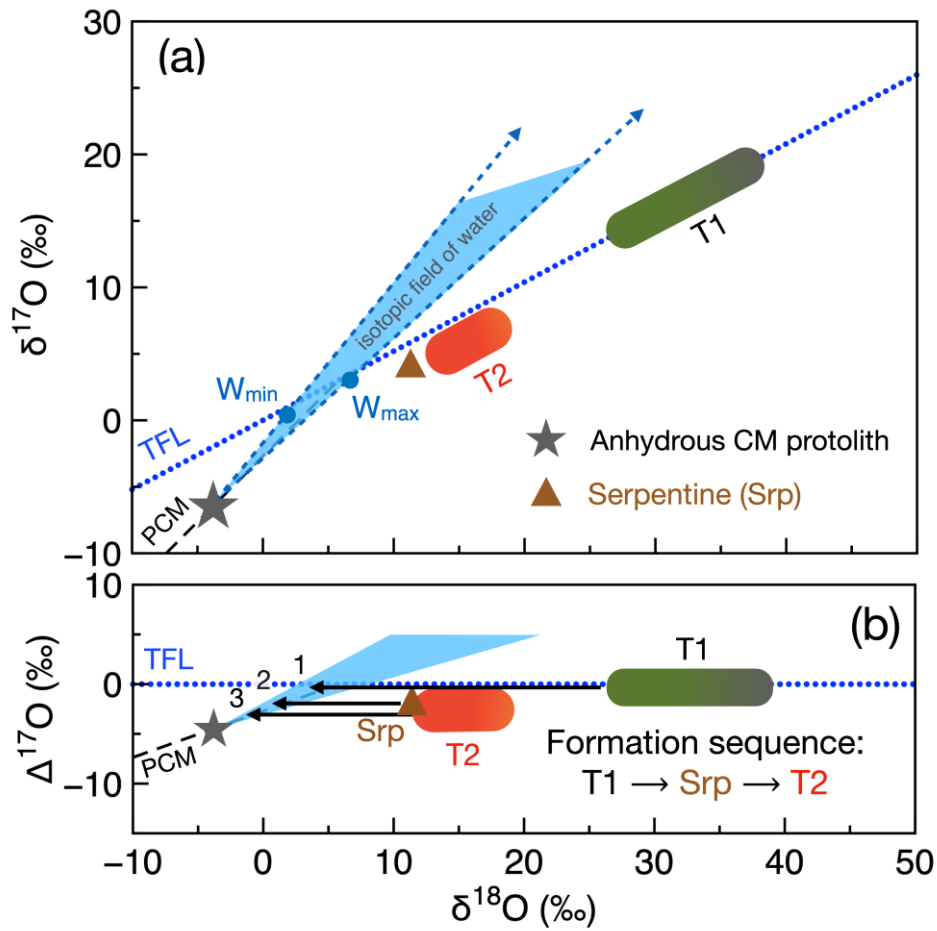 (a)
30
20
10
0
−10
δ¹⁷O (‰)
isotopic field of water
T1
T2
Wmin
Wmax
TFL
PCM
Anhydrous CM protolith
Serpentine (Srp)
(b)
10
0
−10
Δ¹⁷O (‰)
TFL
1
2
3
T1
Srp
T2
PCM
Formation sequence:
T1 → Srp → T2
−10 0 10 20 30 40 50
δ¹⁸O (‰)